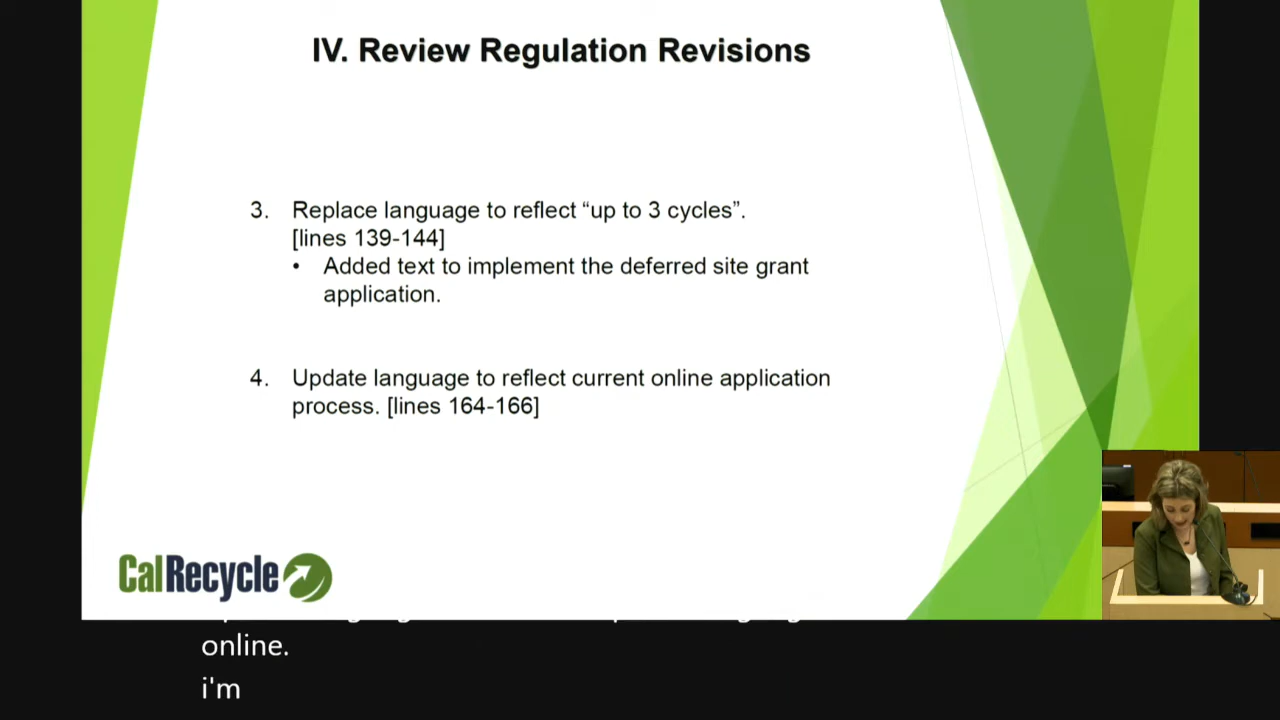 IV. Review Regulation Revisions
3. Replace language to reflect “up to 3 cycles”.
[lines 139-144]
• Added text to implement the deferred site grant
application.
4. Update language to reflect current online application
process. [lines 164-166]
CalRecycle
online.
i'm